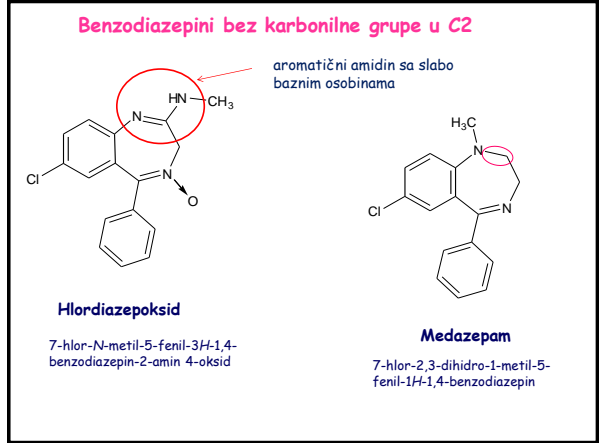 Benzodiazepini bez karbonilne grupe u C2
aromatični amidin sa slabo
baznim osobinama
HN
CH3
N
N
O
Cl
H3C
N
N
Cl
Hlordiazepoksid
7-hlor-N-metil-5-fenil-3H-1,4-
benzodiazepin-2-amin 4-oksid
Medazepam
7-hlor-2,3-dihidro-1-metil-5-
fenil-1H-1,4-benzodiazepin